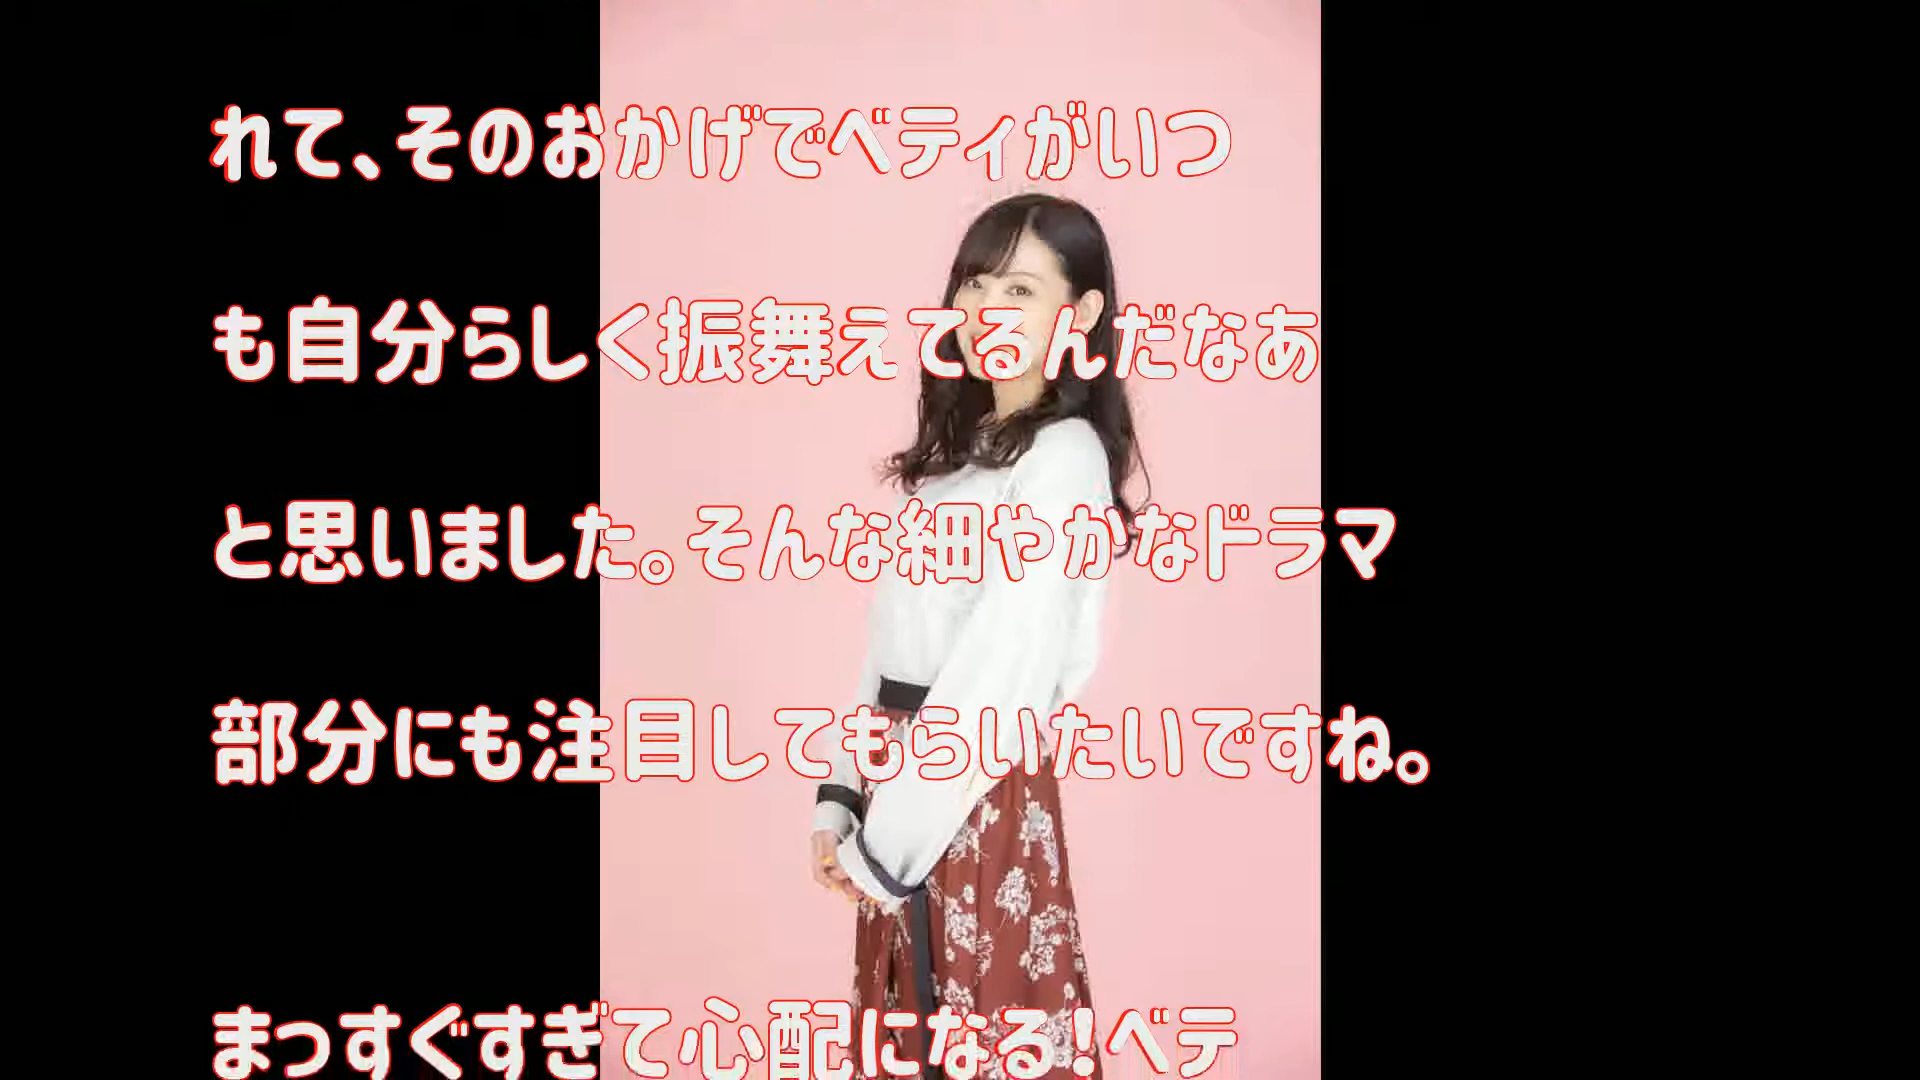 れて、そのおかげでベティがいつ
も自分らしく振舞えてるんだなあ
と思いました。そんな細やかなドラマ
部分にも注目してもらいたいですね。
まっすぐすぎて心配になる!ベテ